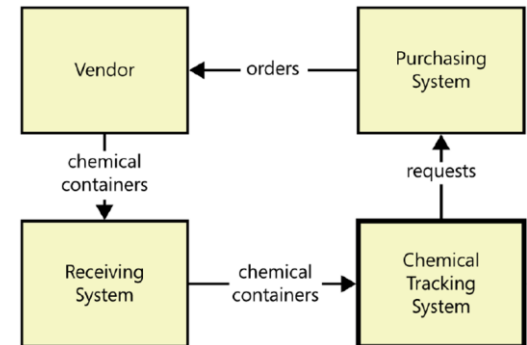 Vendor
orders
Purchasing
System
chemical
containers
requests
Receiving
System
chemical
containers
Chemical
Tracking
System